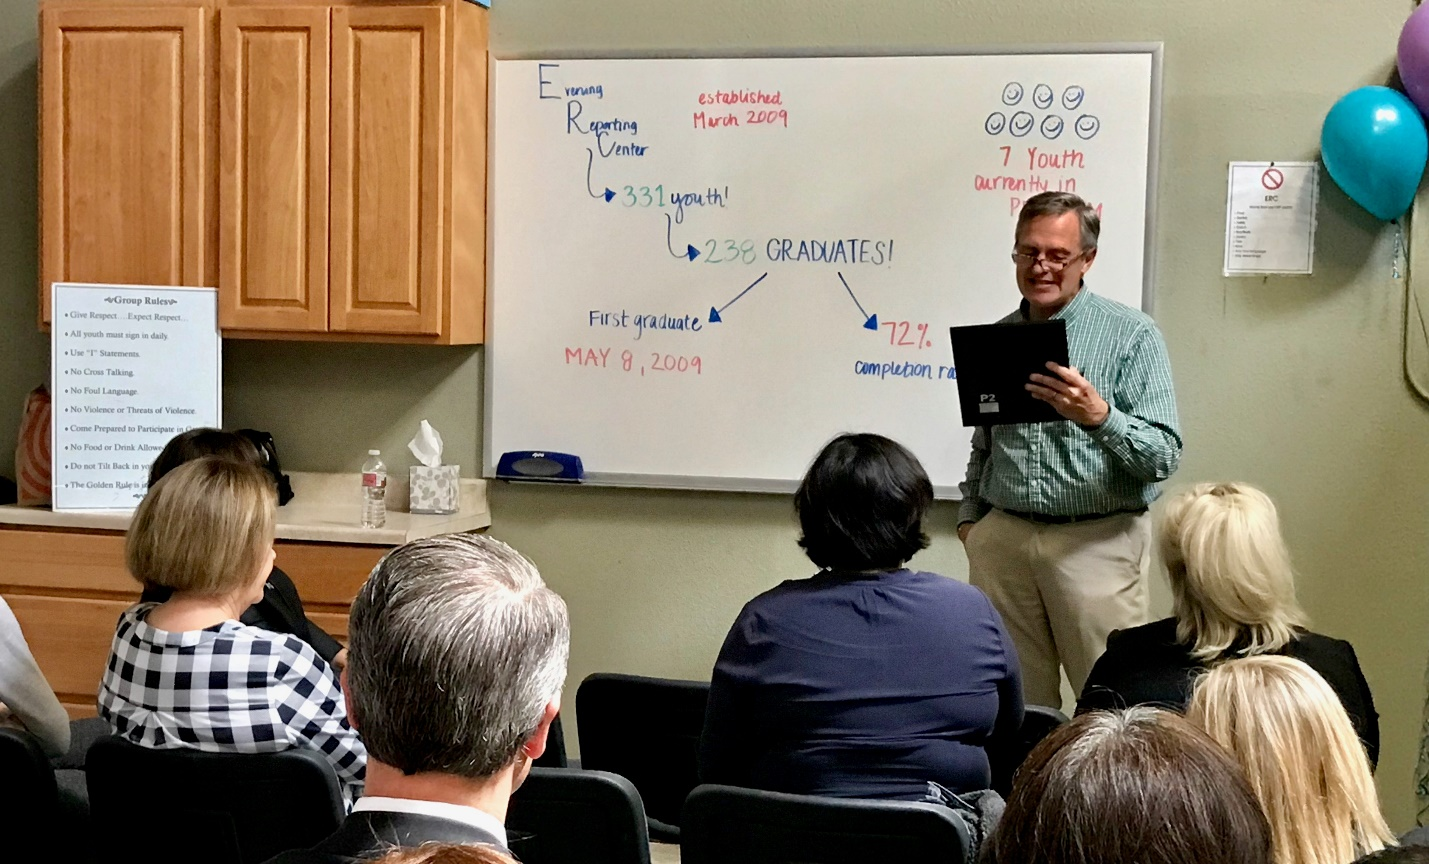 Evening
Reporting
Center
established
March 2009
331 youth!
238 GRADUATES!
First graduate
MAY 8, 2009
72%
completion
7 Youth
currently in
Group Rules
Give Respect... Expect Respect...
All youth must sign in daily.
Use "I" Statements.
No Cross Talking.
No Foul Language.
No Violence or Threats of Violence.
Come Prepared to Participate in
No Food or Drink
Do not Tilt Back in
The Golden Rule is
ERC
P2